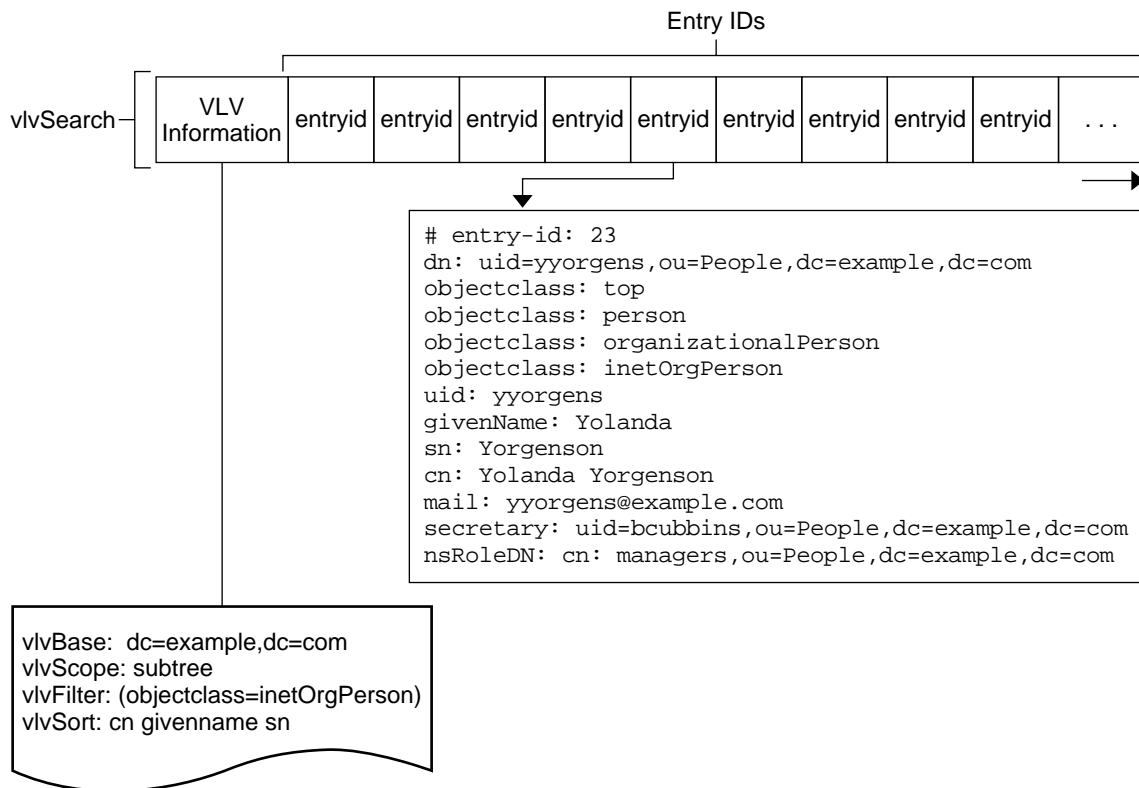 Entry IDs
vlvSearch
VLV
Information
entryid entryid entryid entryid entryid entryid entryid entryid entryid . . .
# entry-id: 23
dn: uid=yyorgens,ou=People,dc=example,dc=com
objectclass: top
objectclass: person
objectclass: organizationalPerson
objectclass: inetOrgPerson
uid: yyorgens
givenName: Yolanda
sn: Yorgenson
cn: Yolanda Yorgenson
mail: yyorgens@example.com
secretary: uid=bcubbins,ou=People,dc=example,dc=com
nsRoleDN: cn: managers,ou=People,dc=example,dc=com
vlvBase:  dc=example,dc=com
vlvScope: subtree
vlvFilter: (objectclass=inetOrgPerson)
vlvSort: cn givenname sn